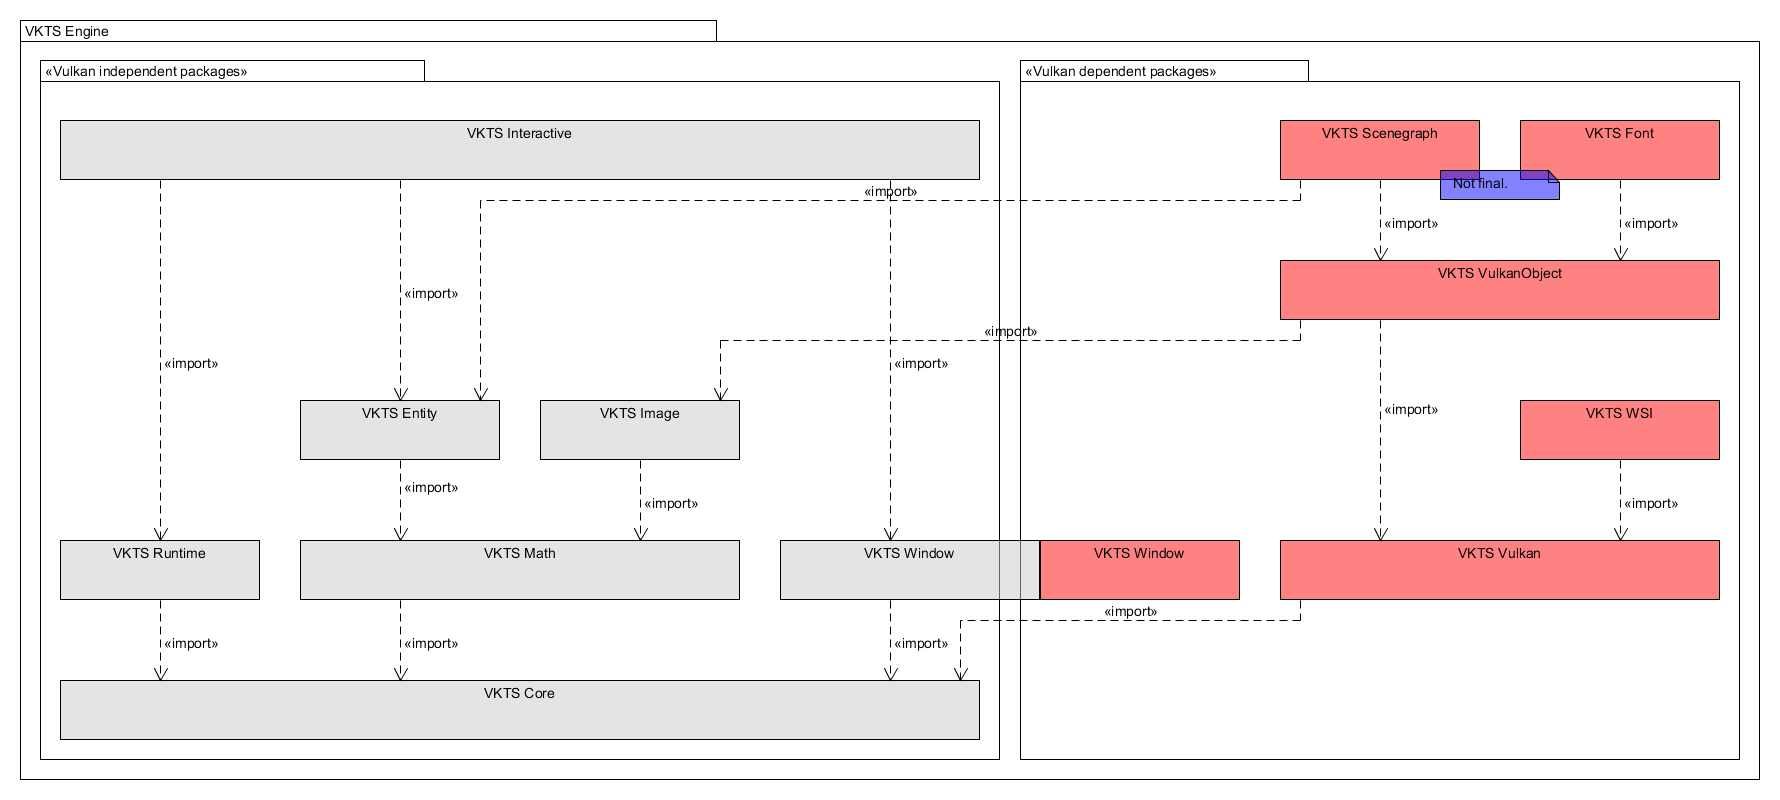 VKTS Engine
«Vulkan independent packages»
«Vulkan dependent packages»
VKTS Interactive
VKTS Scenegraph
VKTS Font
Not final.
«import»
«import»
«import»
VKTS VulkanObject
«import»
«import»
«import»
«import»
«import»
VKTS Entity
VKTS Image
«import»
VKTS WSI
«import»
«import»
«import»
VKTS Runtime
VKTS Math
VKTS Window
VKTS Window
VKTS Vulkan
«import»
«import»
«import»
«import»
VKTS Core